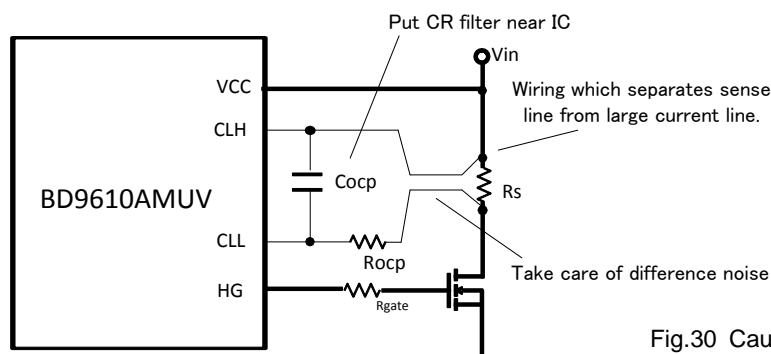 Put CR filter near IC
Vin
VCC
Wiring which separates sense
line from large current line.
CLH
Cocp
Rs
BD9610AMUV
CLL
Rocp
Take care of difference noise
HG
Rgate
Fig.30 Cau